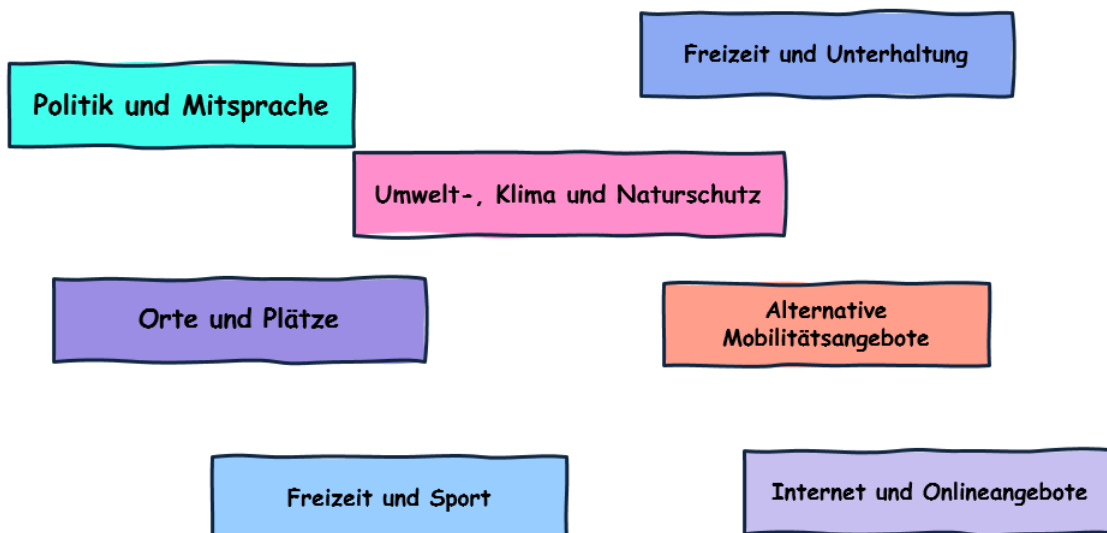 Freizeit und Unterhaltung
Politik und Mitsprache
Umwelt-, Klima und Naturschutz
Orte und Plätze
Alternative
Mobilitätsangebote
Freizeit und Sport
Internet und Onlineangebote